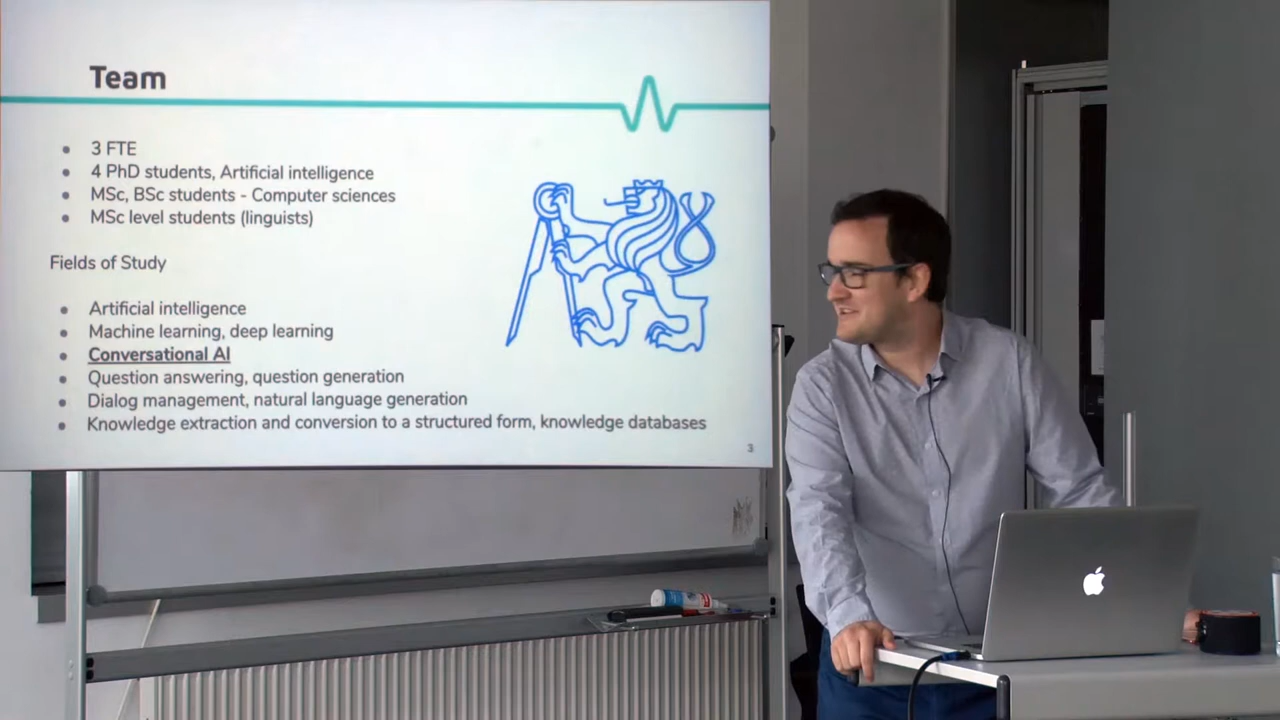 Team
3 FTE
4 PhD students, Artificial intelligence
MSc, BSc students - Computer sciences
MSc level students (linguists)
Fields of Study
Artificial intelligence
Machine learning, deep learning
Conversational AI
Question answering, question generation
Dialog management, natural language generation
Knowledge extraction and conversion to a structured form, knowledge databases
3